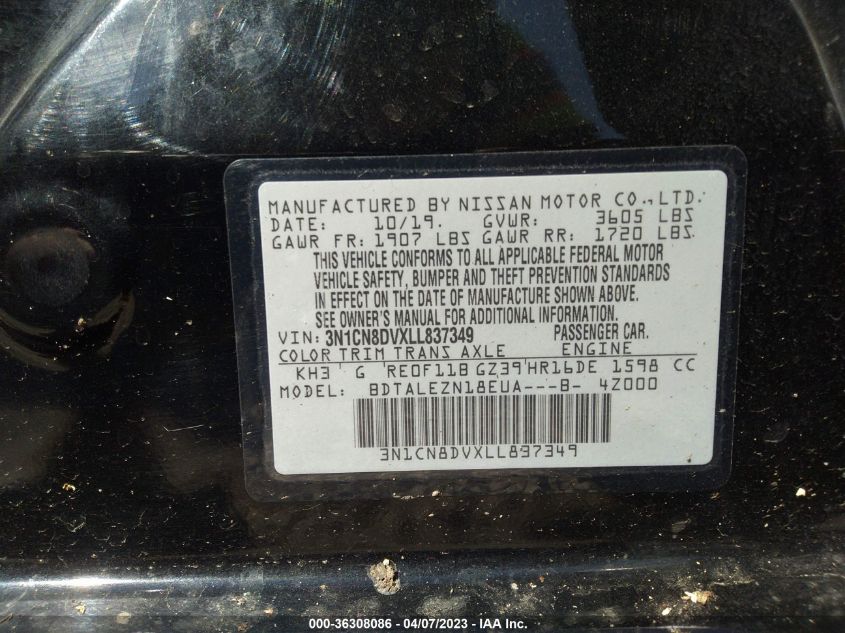 MANUFACTURED BY NISSAN MOTOR CO., LTD.
DATE: 10/19. GVWR: 3605 LBS
GAWR FR: 1907 LBS GAWR RR: 1720 LBS.
THIS VEHICLE CONFORMS TO ALL APPLICABLE FEDERAL MOTOR
VEHICLE SAFETY, BUMPER AND THEFT PREVENTION STANDARDS
IN EFFECT ON THE DATE OF MANUFACTURE SHOWN ABOVE.
SEE OWNER'S MANUAL FOR ADDITIONAL INFORMATION.
VIN: 3N1CN8DVXLL837349 PASSENGER CAR.
COLOR TRIM TRANS AXLE ENGINE
KH3 G RE0F11B GZ39 HR16DE 1598 CC
MODEL: BDTALEZN18EUA---B- 4Z000
3N1CN8DVXLL837349
000-36308086 - 04/07/2023 - IAA Inc.